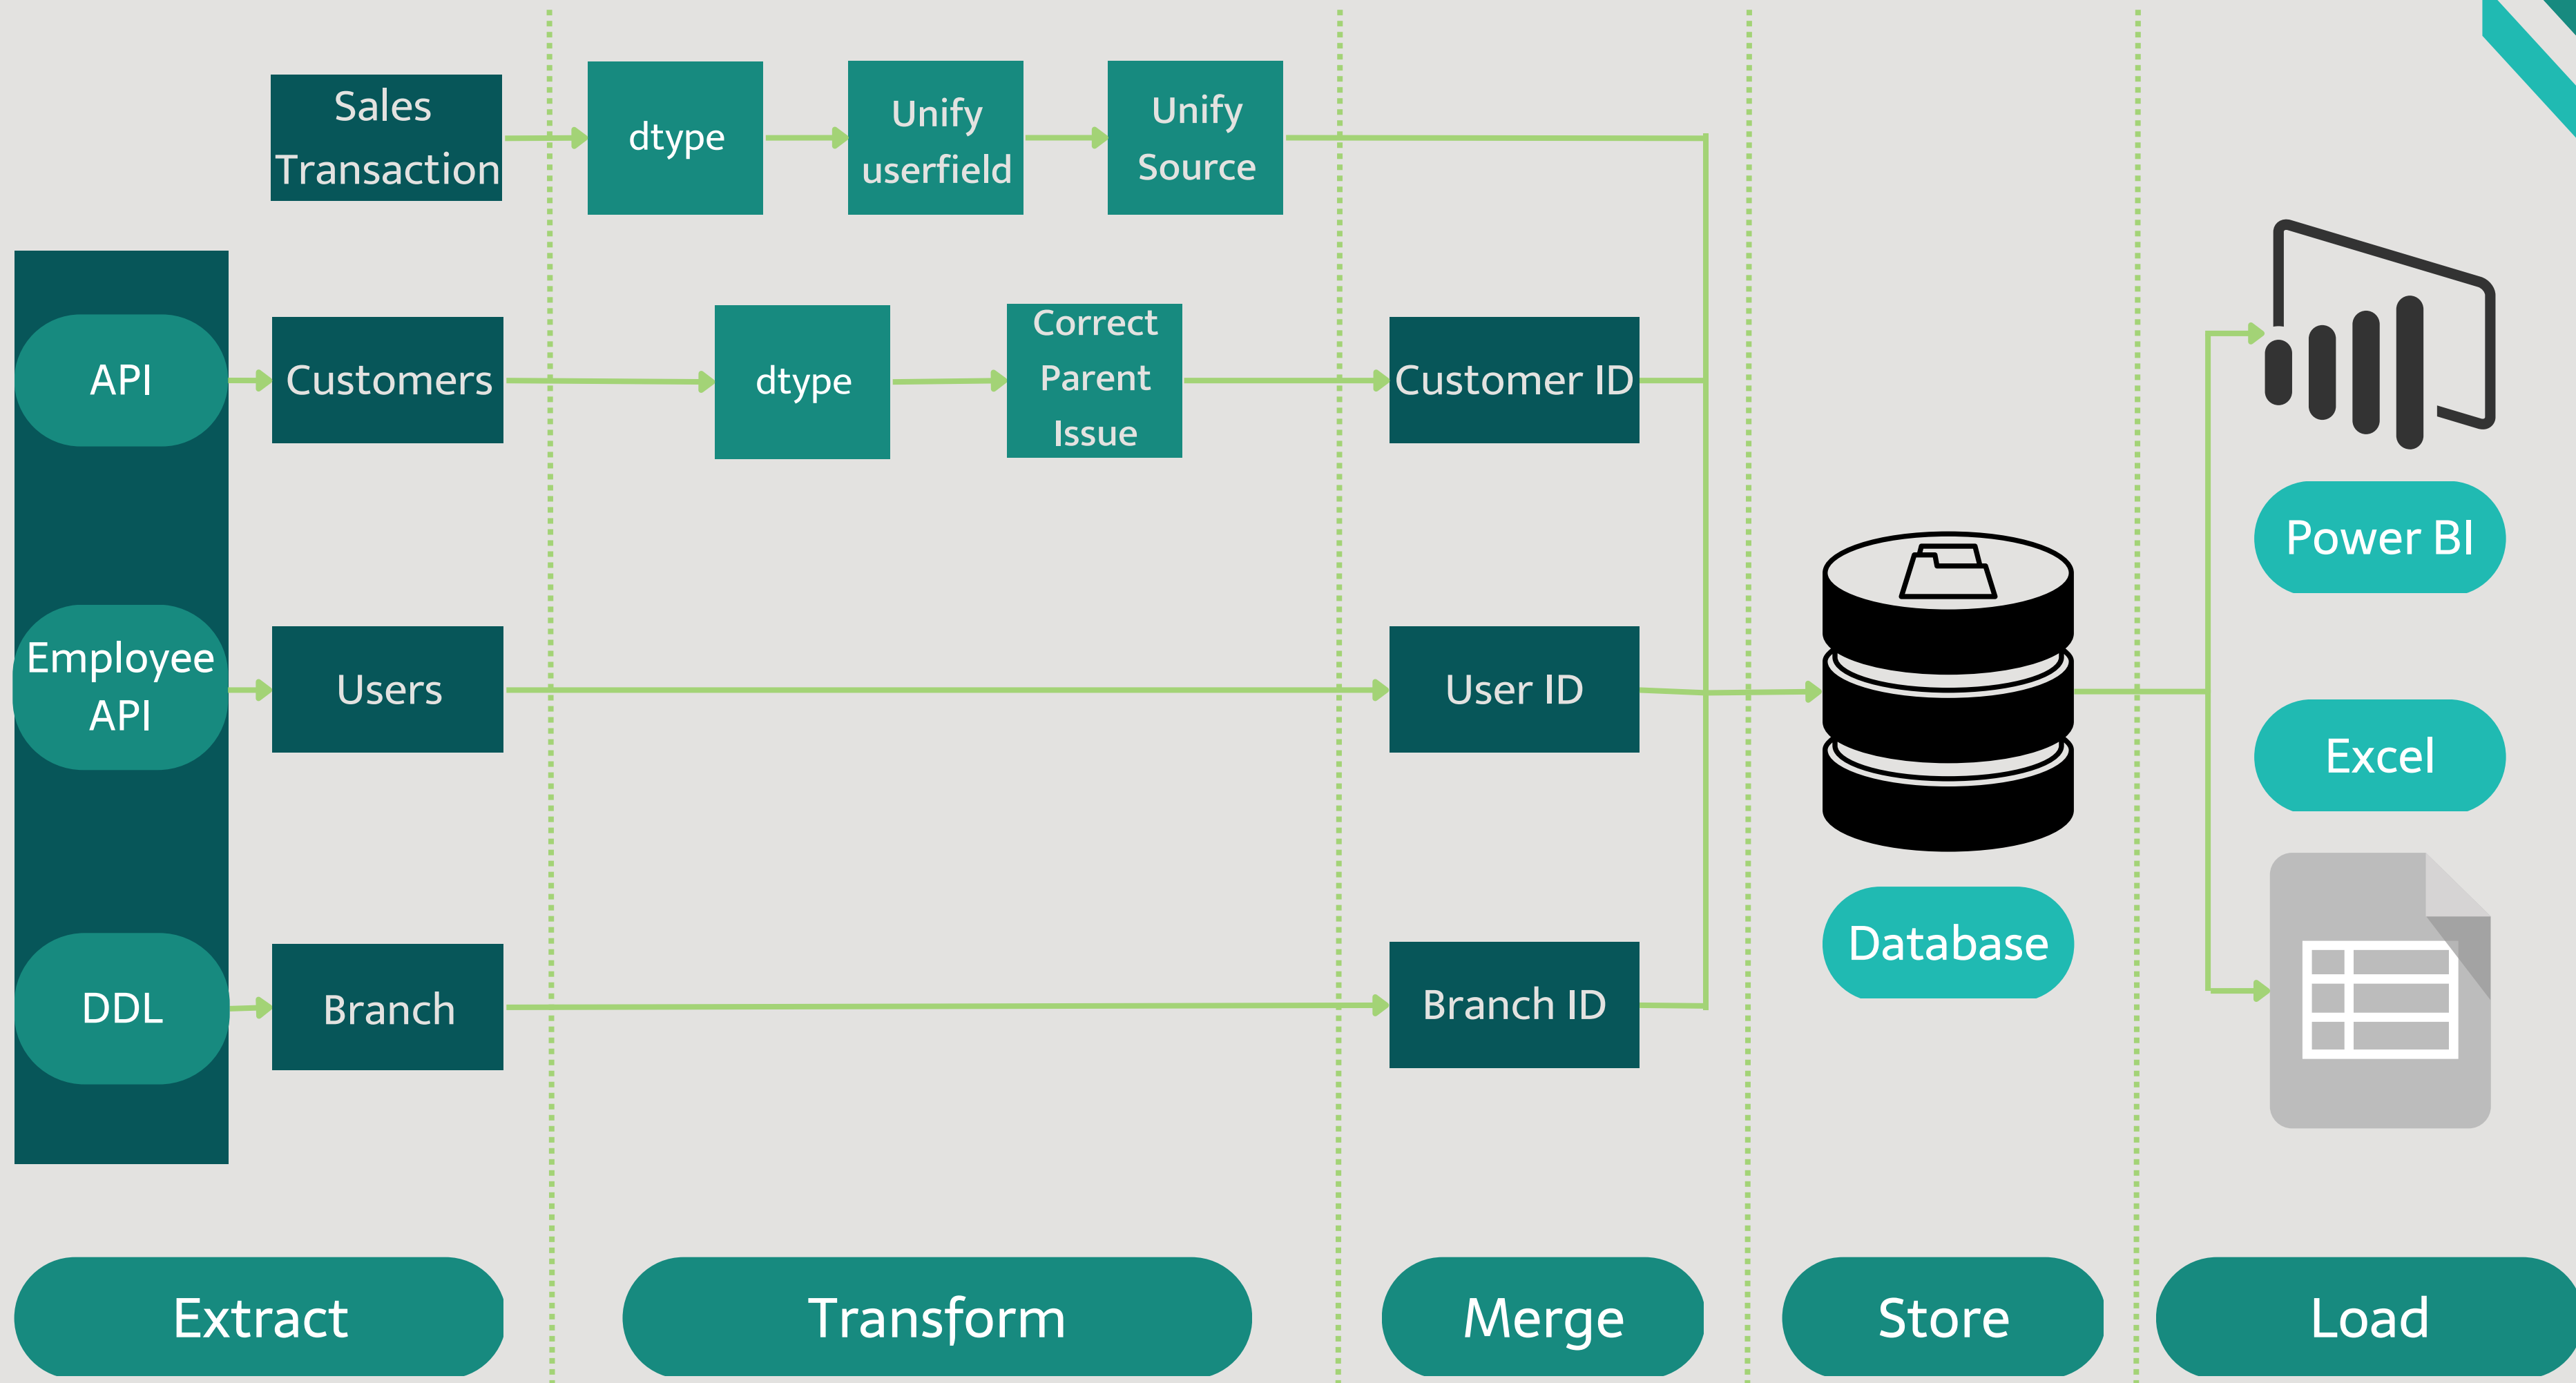 Sales
Transaction
dtype
Unify
userfield
Unify
Source
API
Customers
dtype
Correct
Parent
Issue
Customer ID
Employee
API
Users
User ID
DDL
Branch
Branch ID
Database
Power BI
Excel
Extract
Transform
Merge
Store
Load